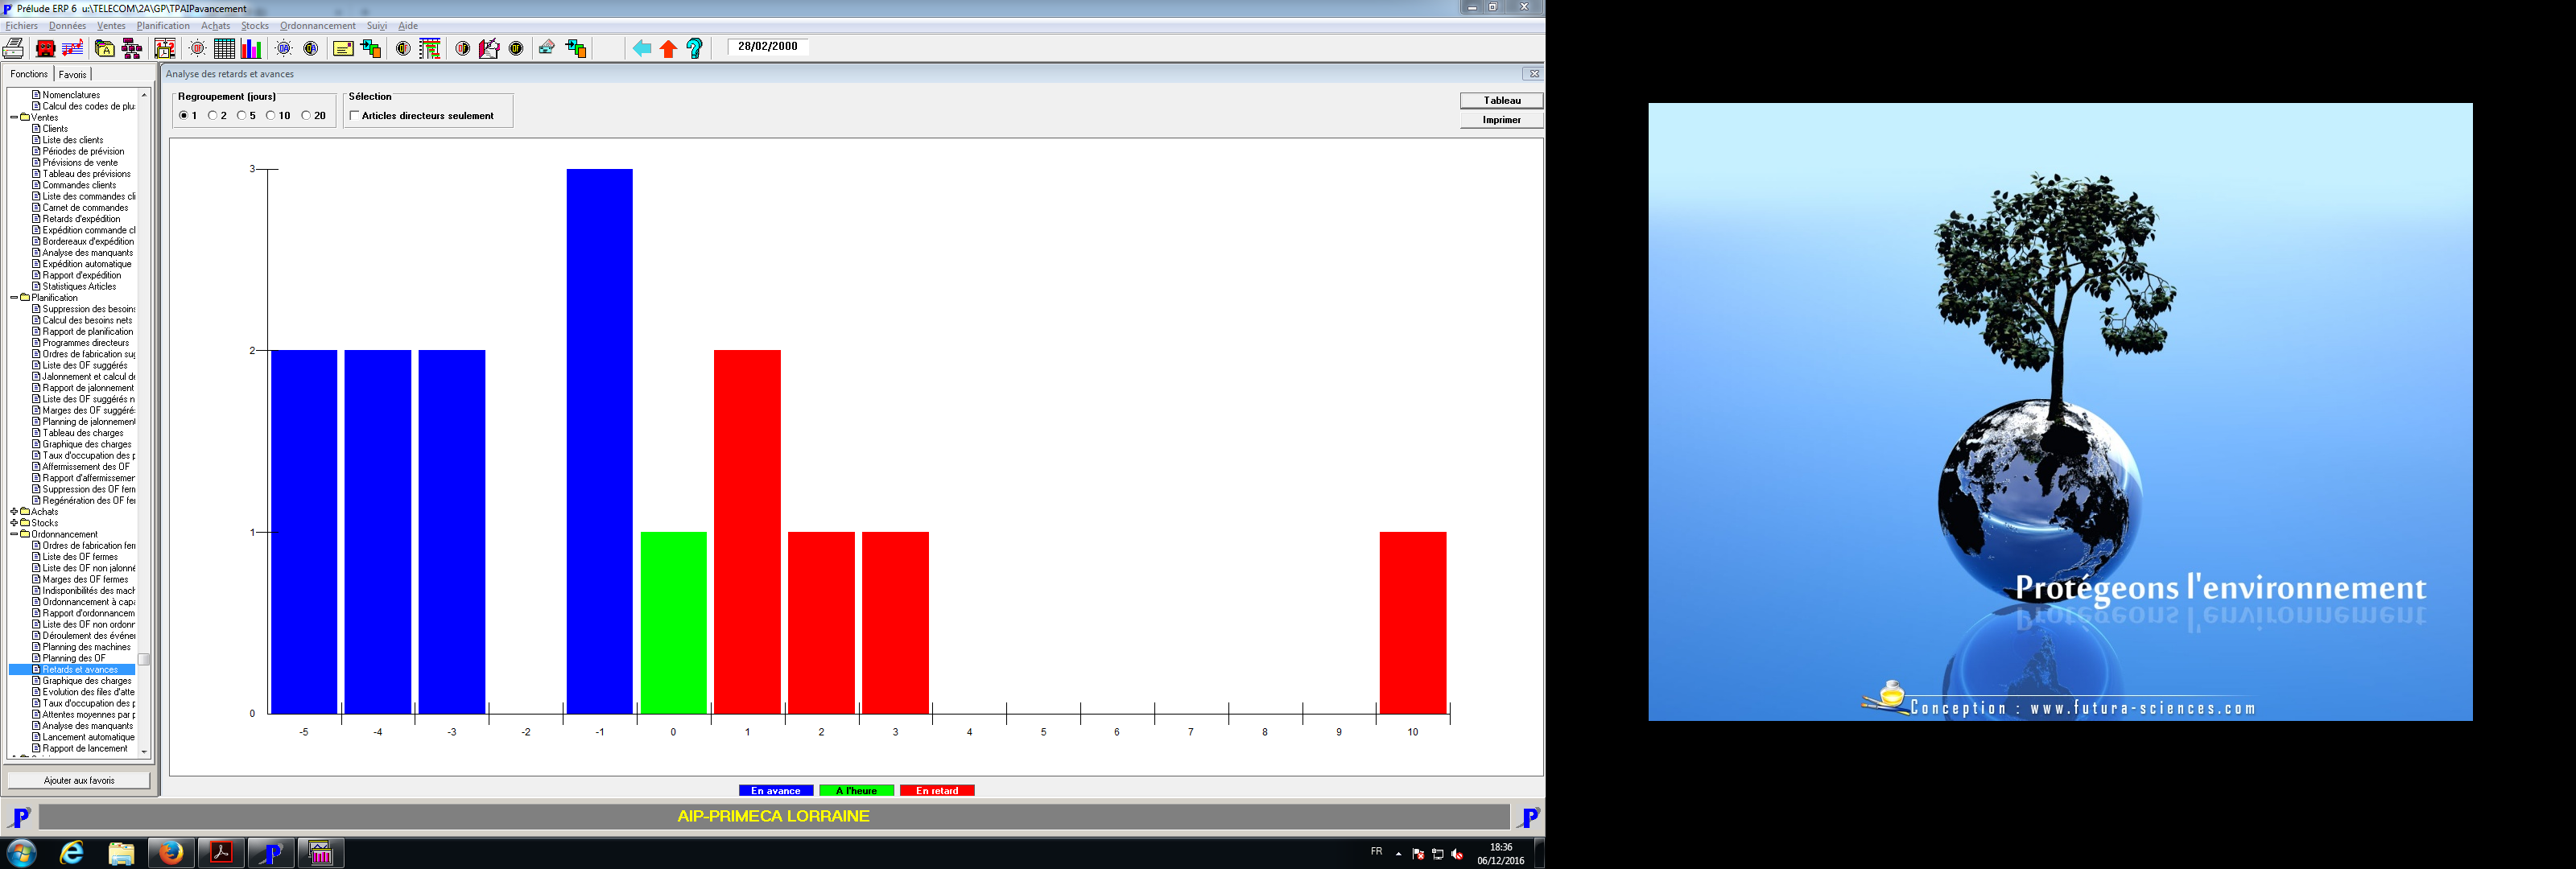 Prélude ERP 6 u:\TELECOM\2A\GP\TPAIPavancement
Fichiers Données Ventes Planification Achats Stocks Ordonnancement Suivi Aide
28/02/2000
Fonctions Favoris
Nomenclatures
Calcul des codes de plu
Ventes
Clients
Liste des clients
Périodes de prévision
Prévisions de vente
Tableau des prévisions
Commandes clients
Liste des commandes cli
Carnet de commandes
Retards d'expédition
Expédition commande cl
Bordereaux d'expédition
Analyse des manquants
Expédition automatique
Rapport d'expédition
Statistiques Articles
Planification
Suppression des besoins
Calcul des besoins nets
Rapport de planification
Programmes directeurs
Ordres de fabrication sug
Liste des OF suggérés
Jalonnement et calcul de
Rapport de jalonnement
Liste des OF suggérés n
Marges des OF suggérés
Planning de jalonnement
Tableau des charges
Graphique des charges
Taux d'occupation des p
Affermissement des OF
Rapport d'affermissemen
Suppression des OF ferm
Regénération des OF fer
Achats
Stocks
Ordonnancement
Ordres de fabrication fern
Liste des OF fermes
Liste des OF non jalonné
Marges des OF fermes
Indisponibilités des mach
Ordonnancement à capa
Rapport d'ordonnancem
Liste des OF non ordonn
Déroulement des événer
Planning des machines
Planning des OF
Retards et avances
Graphique des charges
Evolution des files d'atte
Taux d'occupation des p
Attentes moyennes par p
Analyse des manquants
Lancement automatique
Rapport de lancement
Ajouter aux favoris
Analyse des retards et avances
Regroupement (jours)
1 2 5 10 20
Sélection
Articles directeurs seulement
Tableau
Imprimer
3
2
1
0
-5 -4 -3 -2 -1 0 1 2 3 4 5 6 7 8 9 10
En avance A l'heure En retard
AIP-PRIMECA LORRAINE
FR
18:36
06/12/2016
Protégeons l'environnement
Conception : www.futura-sciences.com